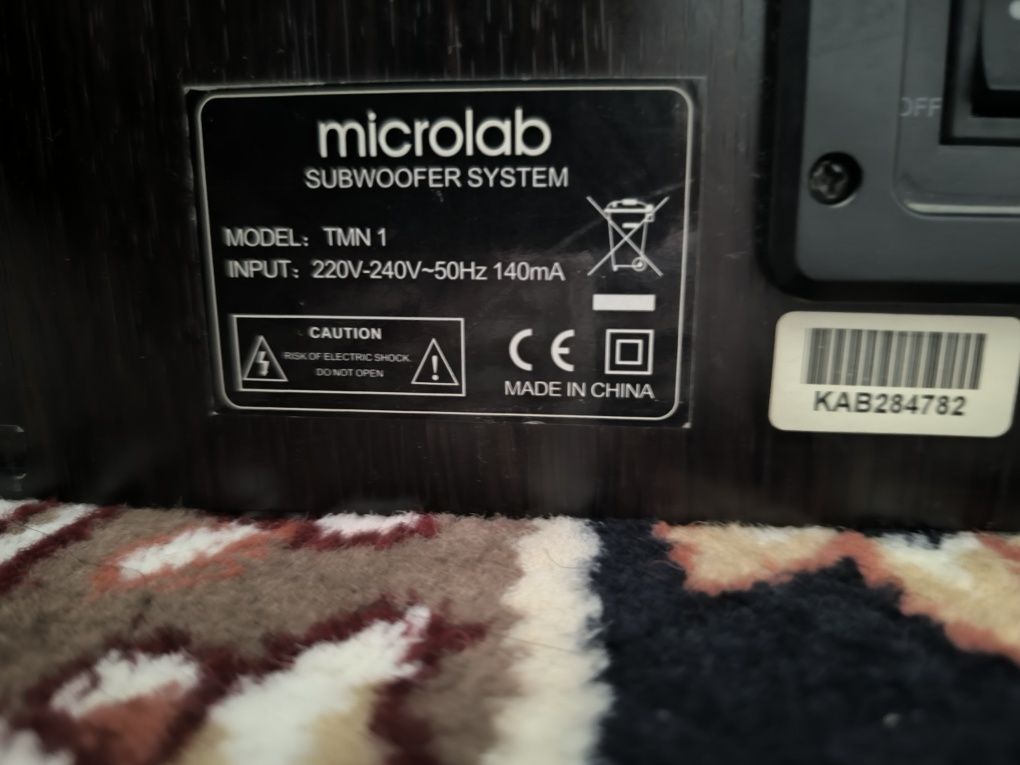 microlab
SUBWOOFER SYSTEM
MODEL: TMN 1
INPUT: 220V-240V~50Hz 140mA
CAUTION
RISK OF ELECTRIC SHOCK
DO NOT OPEN
CE
MADE IN CHINA
OFF
KAB284782